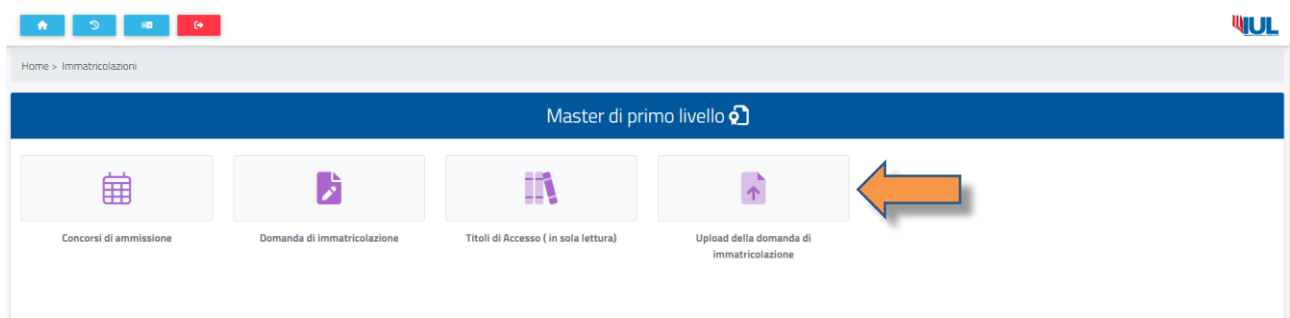 IUL
Home > Immatricolazioni
Master di primo livello
Concorsi di ammissione
Domanda di immatricolazione
Titoli di Accesso ( in sola lettura)
Upload della domanda di
immatricolazione